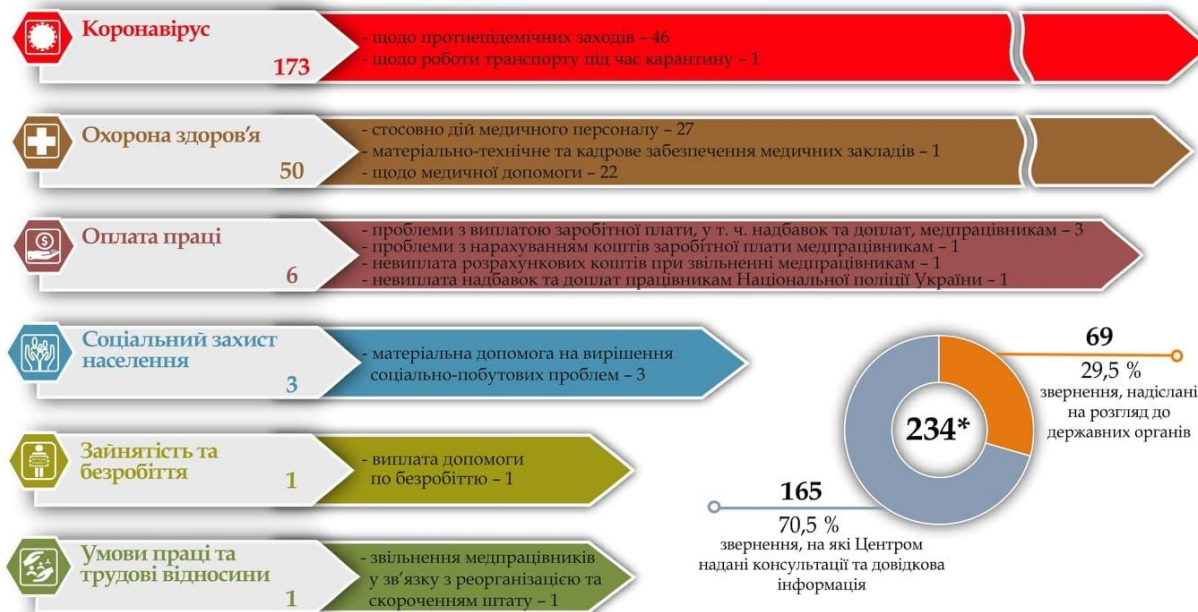 Коронавірус
173
- щодо протиепідемічних заходів – 46
- щодо роботи транспорту під час карантину – 1
Охорона здоров'я
50
- стосовно дій медичного персоналу – 27
- матеріально-технічне та кадрове забезпечення медичних закладів – 1
- щодо медичної допомоги – 22
Оплата праці
6
- проблеми з виплатою заробітної плати, у т. ч. надбавок та доплат, медпрацівникам – 3
- проблеми з нарахуванням коштів заробітної плати медпрацівникам – 1
- невиплата розрахункових коштів при звільненні медпрацівникам – 1
- невиплата надбавок та доплат працівникам Національної поліції України – 1
Соціальний захист
населення
3
- матеріальна допомога на вирішення
соціально-побутових проблем – 3
Зайнятість та
безробіття
1
- виплата допомоги
по безробіттю – 1
Умови праці та
трудові відносини
1
- звільнення медпрацівників
у зв'язку з реорганізацією та
скороченням штату – 1
234*
69
29,5 %
звернення, надіслані
на розгляд до
державних органів
165
70,5 %
звернення, на які Центром
надані консультації та довідкова
інформація